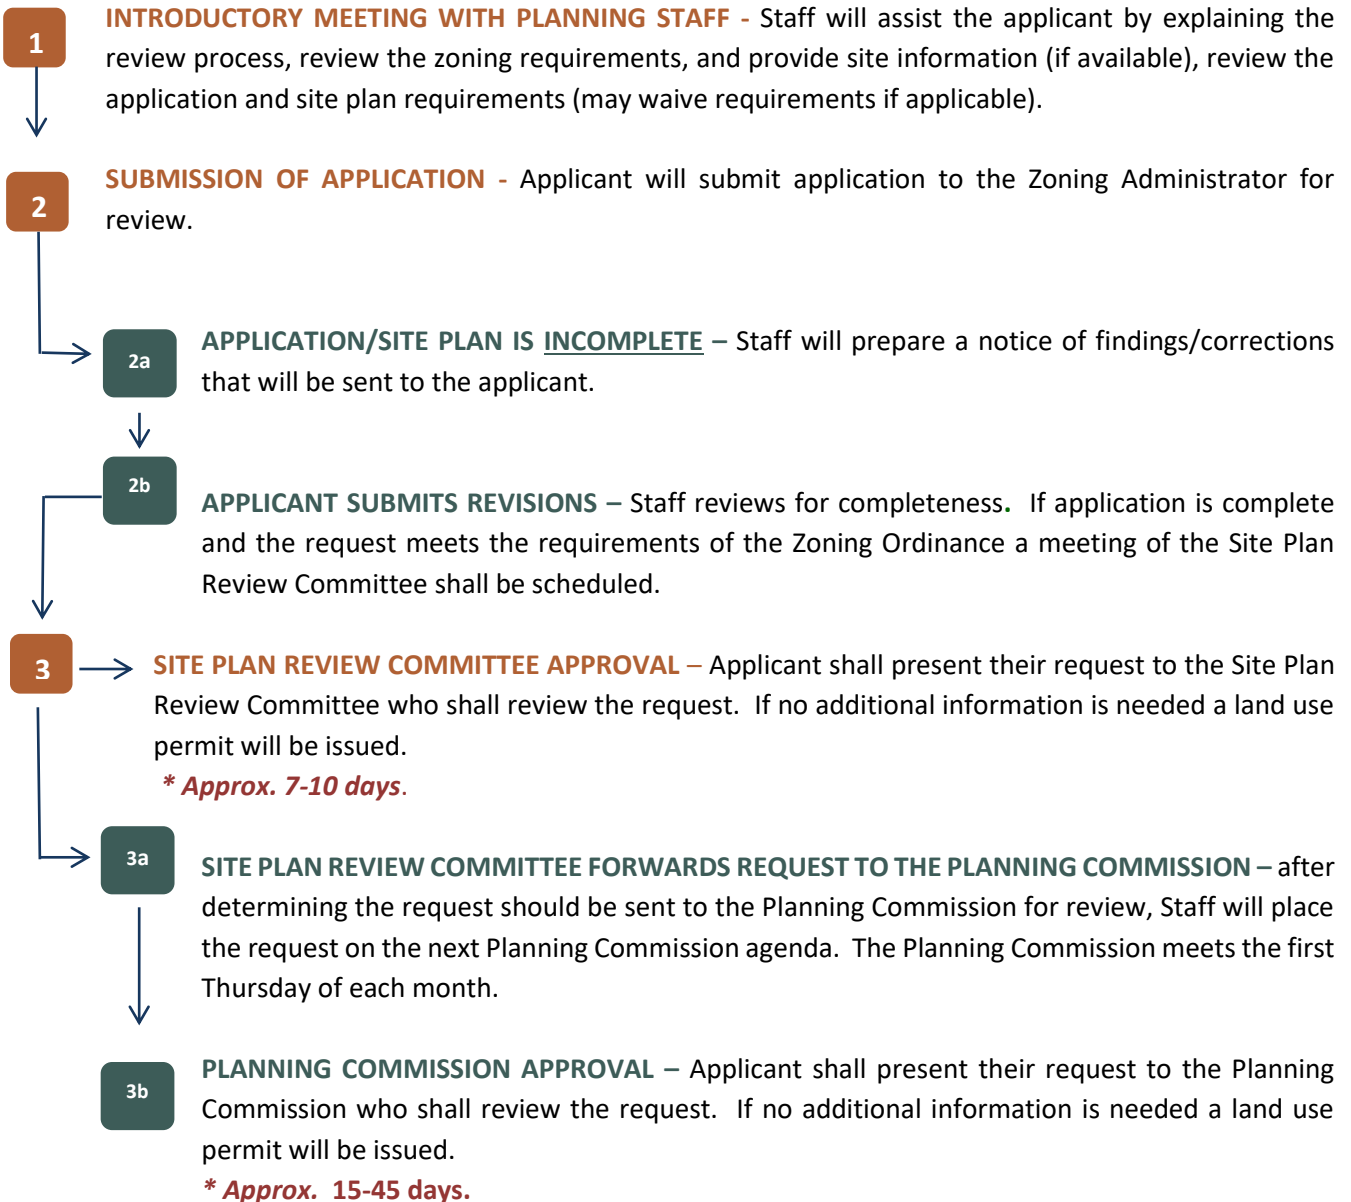 1
INTRODUCTORY MEETING WITH PLANNING STAFF - Staff will assist the applicant by explaining the
review process, review the zoning requirements, and provide site information (if available), review the
application and site plan requirements (may waive requirements if applicable).
2
SUBMISSION OF APPLICATION - Applicant will submit application to the Zoning Administrator for
review.
2a
APPLICATION/SITE PLAN IS INCOMPLETE – Staff will prepare a notice of findings/corrections
that will be sent to the applicant.
2b
APPLICANT SUBMITS REVISIONS – Staff reviews for completeness. If application is complete
and the request meets the requirements of the Zoning Ordinance a meeting of the Site Plan
Review Committee shall be scheduled.
3
SITE PLAN REVIEW COMMITTEE APPROVAL – Applicant shall present their request to the Site Plan
Review Committee who shall review the request. If no additional information is needed a land use
permit will be issued.
* Approx. 7-10 days.
3a
SITE PLAN REVIEW COMMITTEE FORWARDS REQUEST TO THE PLANNING COMMISSION – after
determining the request should be sent to the Planning Commission for review, Staff will place
the request on the next Planning Commission agenda. The Planning Commission meets the first
Thursday of each month.
3b
PLANNING COMMISSION APPROVAL – Applicant shall present their request to the Planning
Commission who shall review the request. If no additional information is needed a land use
permit will be issued.
* Approx. 15-45 days.